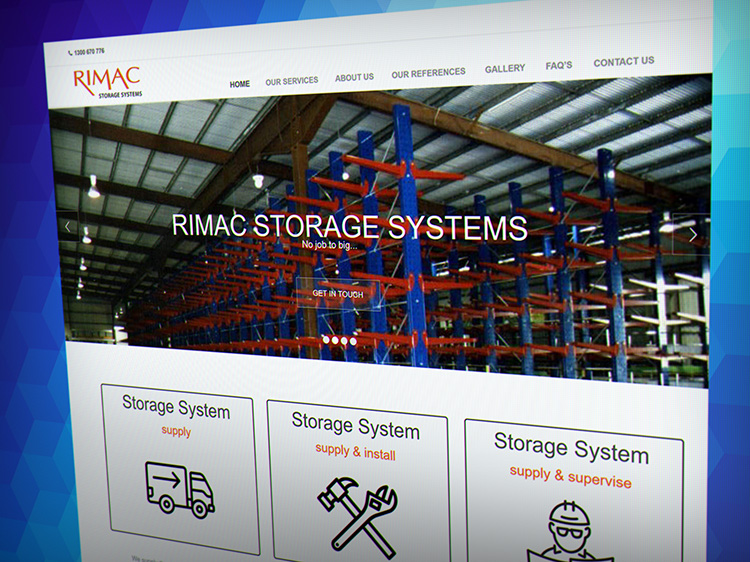 1300 670 776
RIMAC
STORAGE SYSTEMS
HOME OUR SERVICES ABOUT US OUR REFERENCES GALLERY FAQ'S CONTACT US
RIMAC STORAGE SYSTEMS
No job to big...
GET IN TOUCH
Storage System
supply
Storage System
supply & install
Storage System
supply & supervise